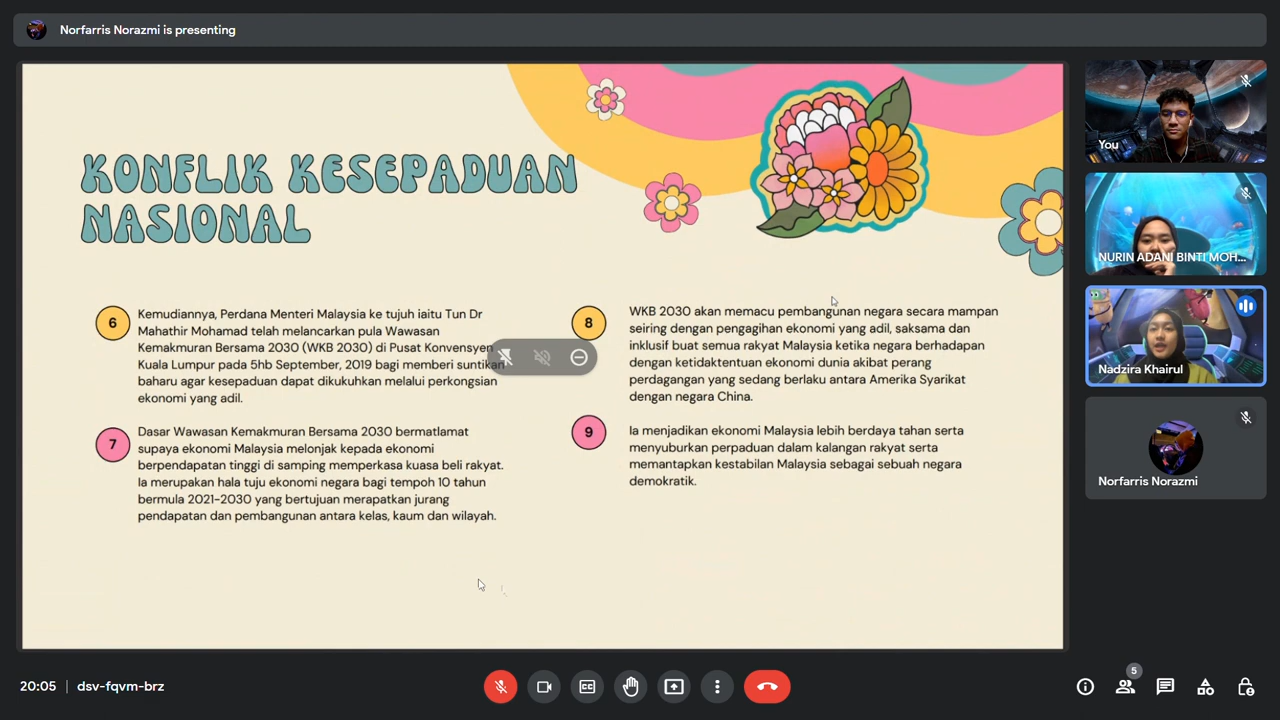 Norfarris Norazmi is presenting
KONFLIK KESEPADUAN
NASIONAL
6
Kemudiannya, Perdana Menteri Malaysia ke tujuh iaitu Tun Dr
Mahathir Mohamad telah melancarkan pula Wawasan
Kemakmuran Bersama 2030 (WKB 2030) di Pusat Konvensyen
Kuala Lumpur pada 5hb September, 2019 bagi memberi suntikan
baharu agar kesepaduan dapat dikukuhkan melalui perkongsian
ekonomi yang adil.
7
Dasar Wawasan Kemakmuran Bersama 2030 bermatlamat
supaya ekonomi Malaysia melonjak kepada ekonomi
berpendapatan tinggi di samping memperkasa kuasa beli rakyat.
Ia merupakan hala tuju ekonomi negara bagi tempoh 10 tahun
bermula 2021-2030 yang bertujuan merapatkan jurang
pendapatan dan pembangunan antara kelas, kaum dan wilayah.
8
WKB 2030 akan memacu pembangunan negara secara mampan
seiring dengan pengagihan ekonomi yang adil, saksama dan
inklusif buat semua rakyat Malaysia ketika negara berhadapan
dengan ketidaktentuan ekonomi dunia akibat perang
perdagangan yang sedang berlaku antara Amerika Syarikat
dengan negara China.
9
Ia menjadikan ekonomi Malaysia lebih berdaya tahan serta
menyuburkan perpaduan dalam kalangan rakyat serta
memantapkan kestabilan Malaysia sebagai sebuah negara
demokratik.
You
NURIN ADANI BINTI MOH...
Nadzira Khairul
Norfarris Norazmi
20:05 | dsv-fqvm-brz
5